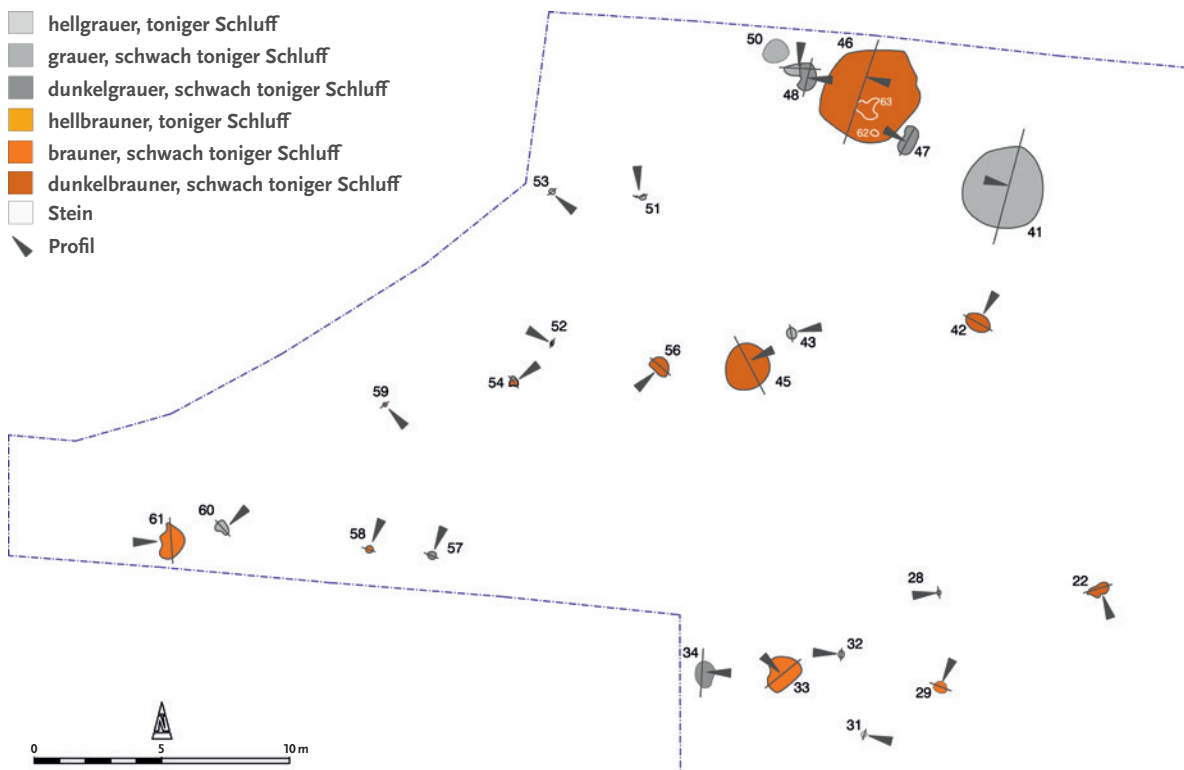 hellgrauer, toniger Schluff
grauer, schwach toniger Schluff
dunkelgrauer, schwach toniger Schluff
hellbrauner, toniger Schluff
brauner, schwach toniger Schluff
dunkelbrauner, schwach toniger Schluff
Stein
Profil
50
46
48
63
62
47
53
51
41
52
43
42
56
54
45
59
60
61
58
57
28
22
34
32
33
29
31
N
0 5 10 m